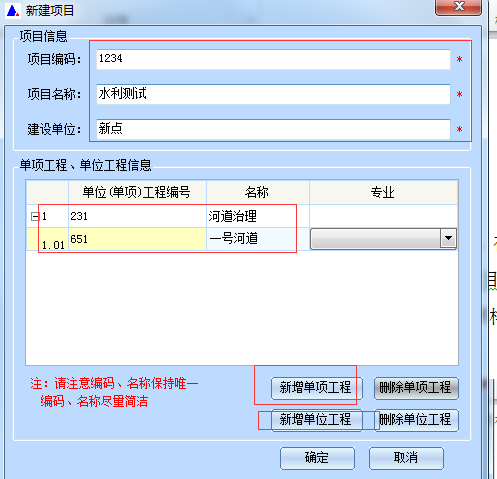 新建项目
项目信息
项目编码： 1234 *
项目名称： 水利测试 *
建设单位： 新点 *
单项工程、单位工程信息
单位(单项)工程编号 名称 专业
1 231 河道治理
1.01 651 一号河道
注：请注意编码、名称保持唯一
编码、名称尽量简洁
新增单项工程 删除单项工程
新增单位工程 删除单位工程
确定 取消